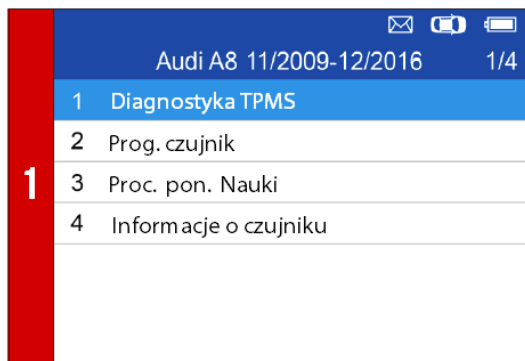 Audi A8 11/2009-12/2016 1/4
1 Diagnostyka TPMS
2 Prog. czujnik
1
3 Proc. pon. Nauki
4 Informacje o czujniku